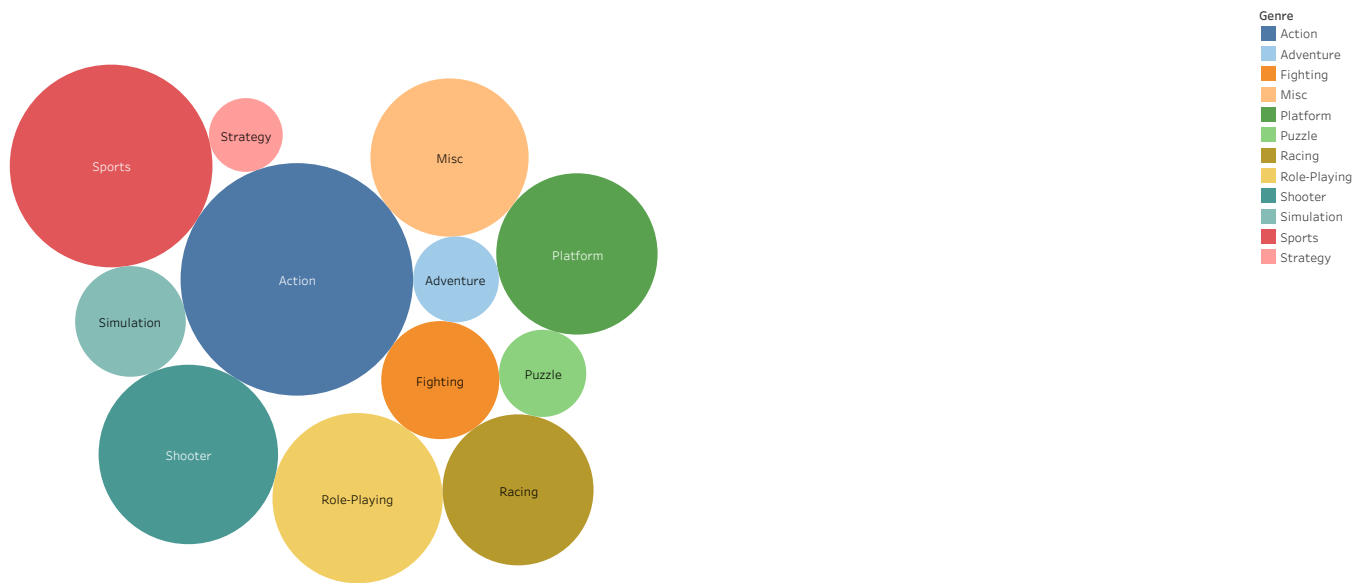 Sports
Strategy
Misc
Platform
Action
Adventure
Simulation
Fighting
Puzzle
Shooter
Role-Playing
Racing
Genre
Action
Adventure
Fighting
Misc
Platform
Puzzle
Racing
Role-Playing
Shooter
Simulation
Sports
Strategy